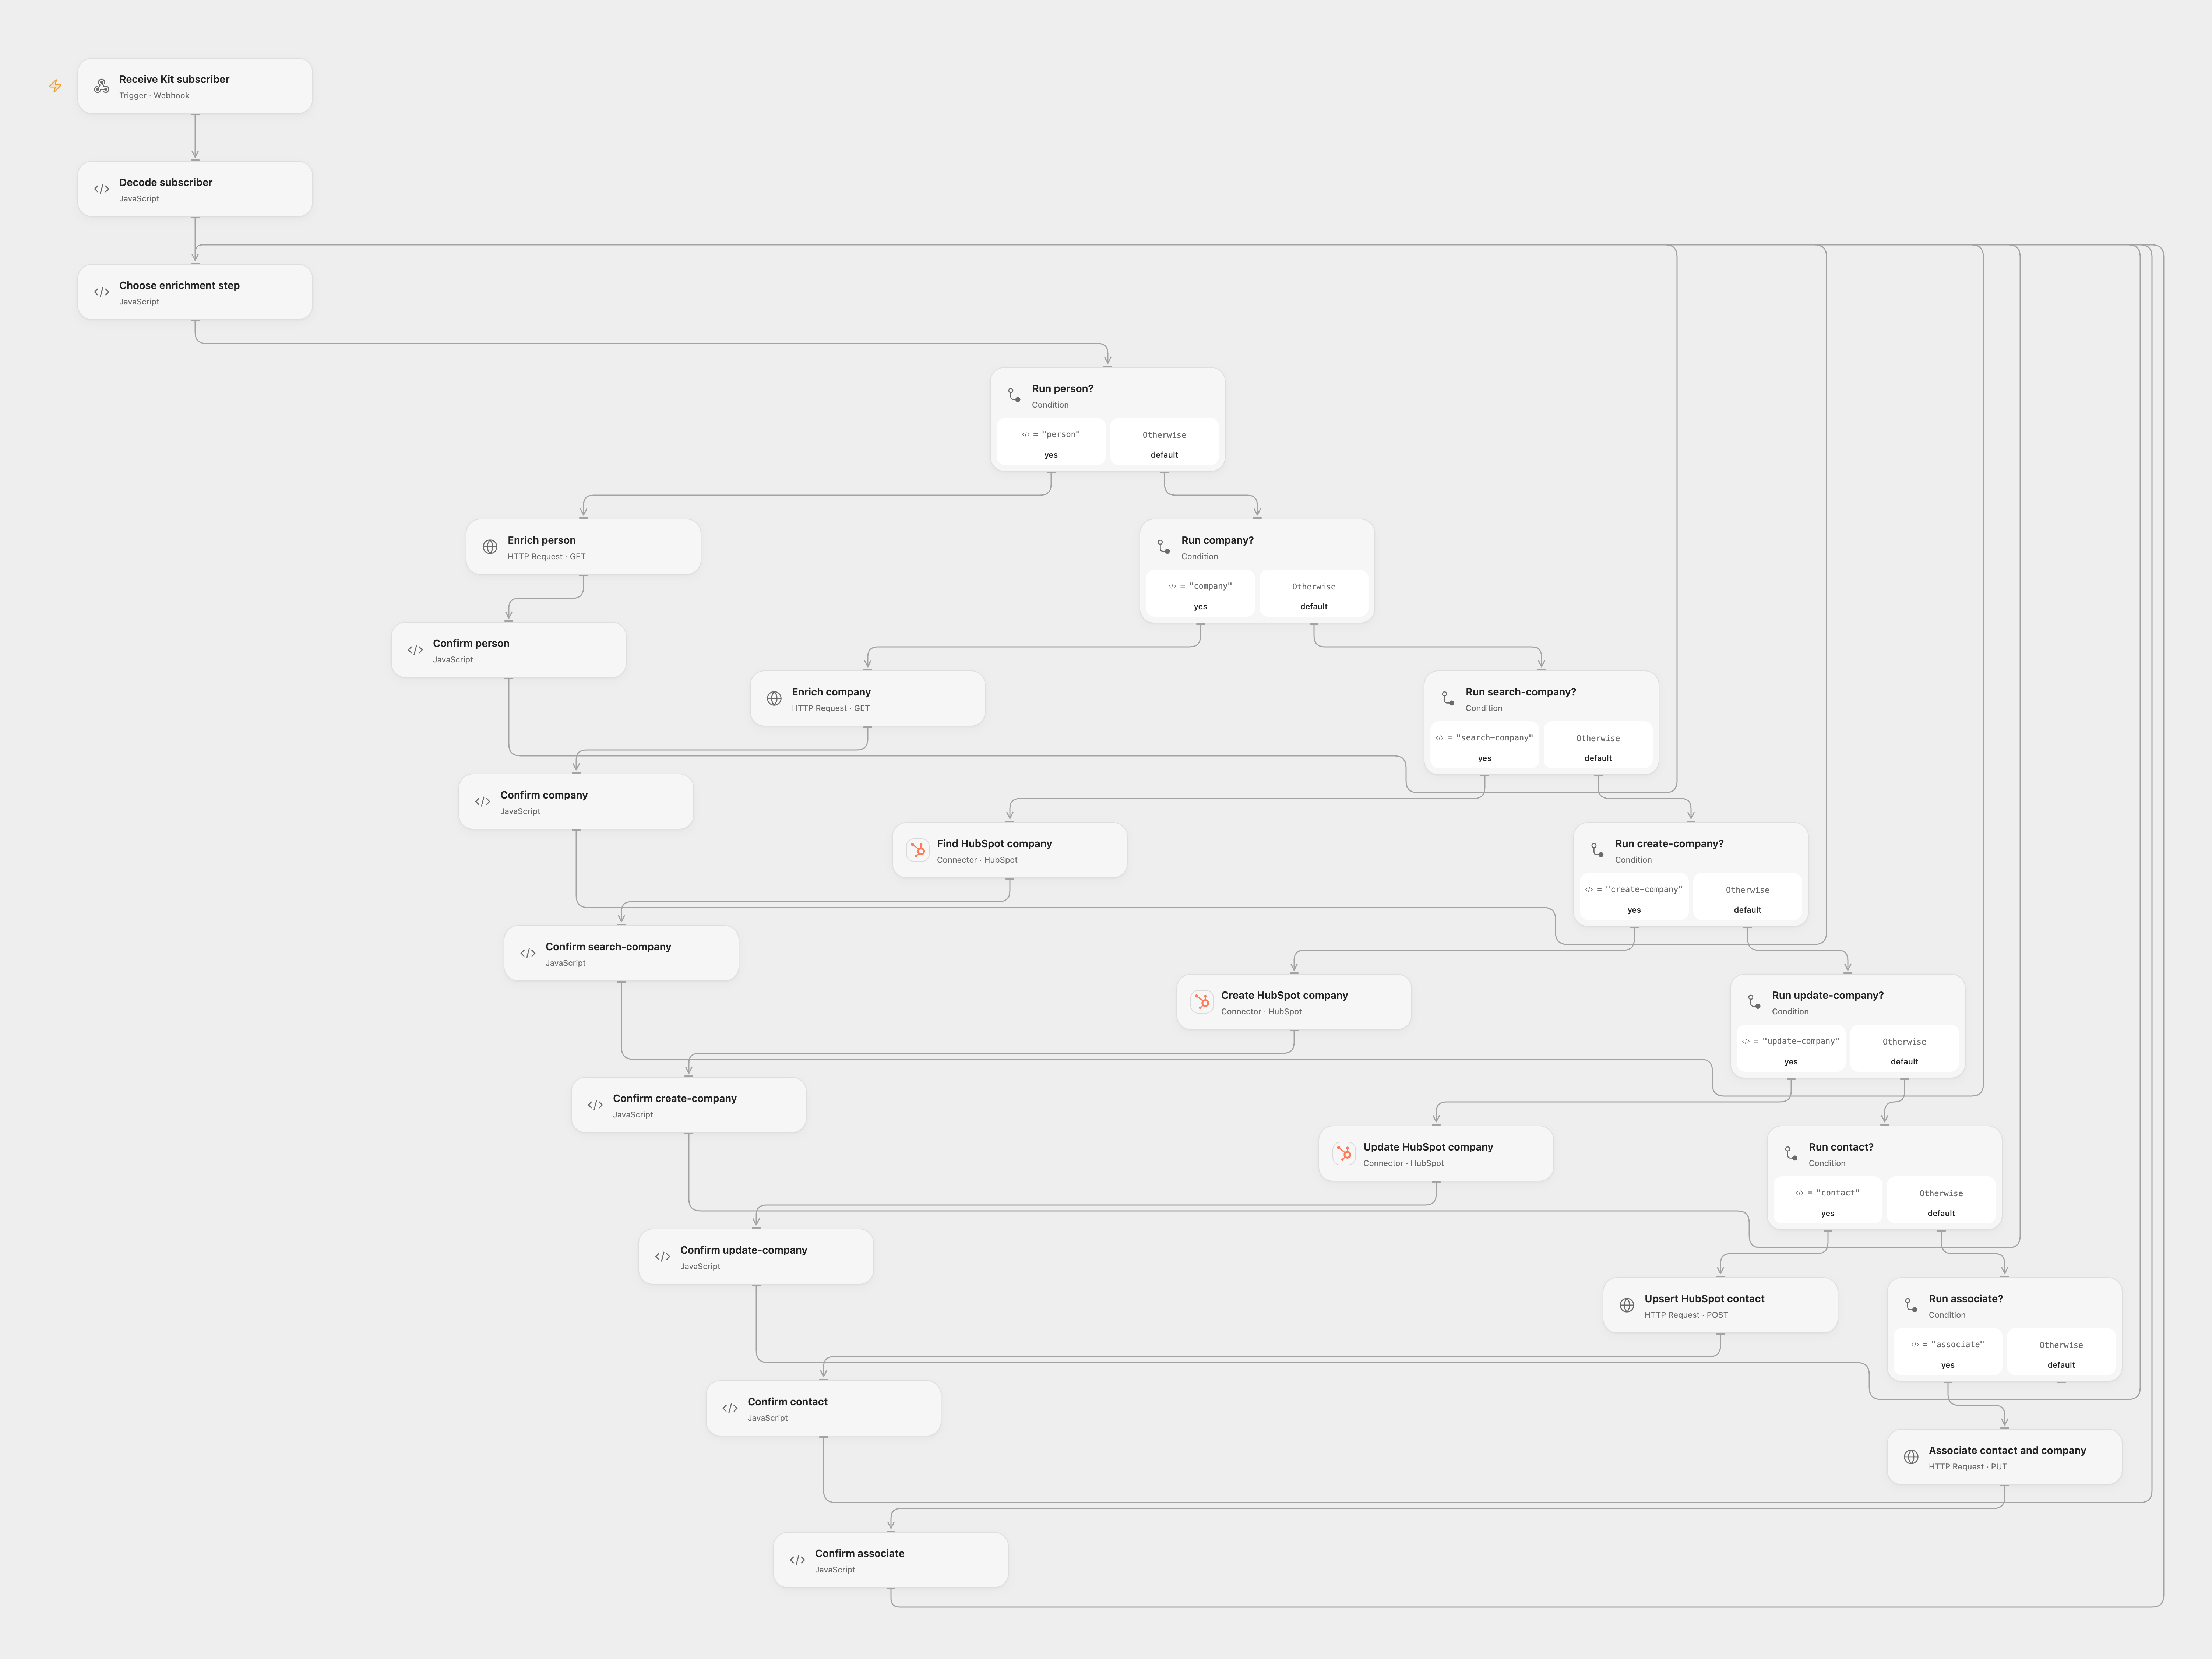 Receive Kit subscriber
Trigger · Webhook
Decode subscriber
JavaScript
Choose enrichment step
JavaScript
Run person?
Condition
</> = "person"
yes
Otherwise
default
Enrich person
HTTP Request · GET
Run company?
Condition
</> = "company"
yes
Otherwise
default
Confirm person
JavaScript
Enrich company
HTTP Request · GET
Run search-company?
Condition
</> = "search-company"
yes
Otherwise
default
Confirm company
JavaScript
Find HubSpot company
Connector · HubSpot
Run create-company?
Condition
</> = "create-company"
yes
Otherwise
default
Confirm search-company
JavaScript
Create HubSpot company
Connector · HubSpot
Run update-company?
Condition
</> = "update-company"
yes
Otherwise
default
Confirm create-company
JavaScript
Update HubSpot company
Connector · HubSpot
Run contact?
Condition
</> = "contact"
yes
Otherwise
default
Confirm update-company
JavaScript
Upsert HubSpot contact
HTTP Request · POST
Run associate?
Condition
</> = "associate"
yes
Otherwise
default
Confirm contact
JavaScript
Associate contact and company
HTTP Request · PUT
Confirm associate
JavaScript